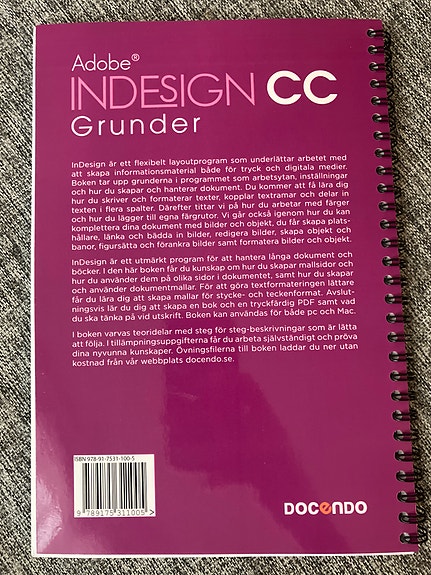 Adobe®
INDESIGN CC
Grunder
InDesign är ett flexibelt layoutprogram som underlättar arbetet med
att skapa informationsmaterial både för tryck och digitala medier.
Boken tar upp grunderna i programmet som arbetsytan, inställningar
och hur du skapar och hanterar dokument. Du kommer att få lära dig
hur du skriver och formaterar texter, kopplar textramar och delar in
texten i flera spalter. Därefter tittar vi på hur du arbetar med färger
och hur du lägger till egna färgrutor. Vi går också igenom hur du kan
komplettera dina dokument med bilder och objekt, du får skapa plats-
hållare, länka och bädda in bilder, redigera bilder, skapa objekt och
banor, figursätta och förankra bilder samt formatera bilder och objekt.
InDesign är ett utmärkt program för att hantera långa dokument och
böcker. I den här boken får du kunskap om hur du skapar mallsidor och
hur du använder dem på olika sidor i dokumentet, samt hur du skapar
och använder dokumentmallar. För att göra textformateringen lättare
får du lära dig att skapa mallar för stycke- och teckenformat. Avslut-
ningsvis lär du dig att skapa en bok och en tryckfärdig PDF samt vad
du ska tänka på vid utskrift. Boken kan användas för både pc och Mac.
I boken varvas teoridelar med steg för steg-beskrivningar som är lätta
att följa. I tillämpningsuppgifterna får du arbeta självständigt och pröva
dina nyvunna kunskaper. Övningsfilerna till boken laddar du ner utan
kostnad från vår webbplats docendo.se.
ISBN 978-91-7531-100-5
9 789175 311005 >
DOCENDO